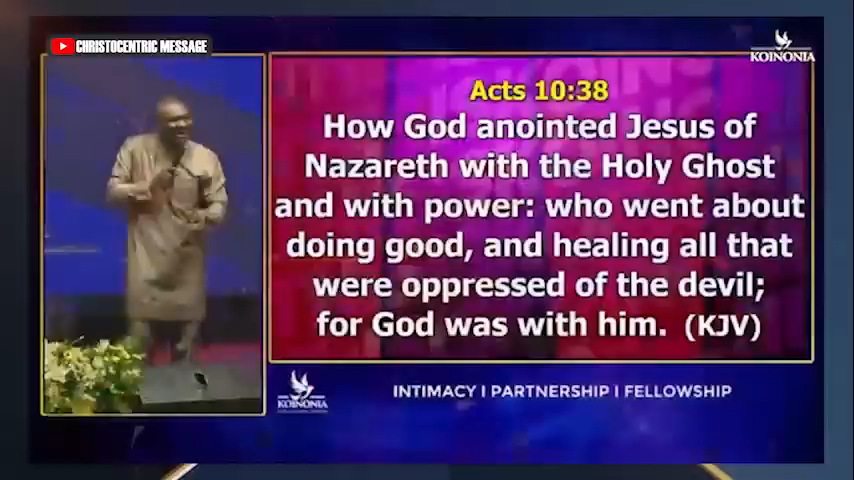 CHRISTOCENTRIC MESSAGE
KOINONIA
Acts 10:38
How God anointed Jesus of
Nazareth with the Holy Ghost
and with power: who went about
doing good, and healing all that
were oppressed of the devil;
for God was with him. (KJV)
KOINONIA
INTIMACY I PARTNERSHIP I FELLOWSHIP